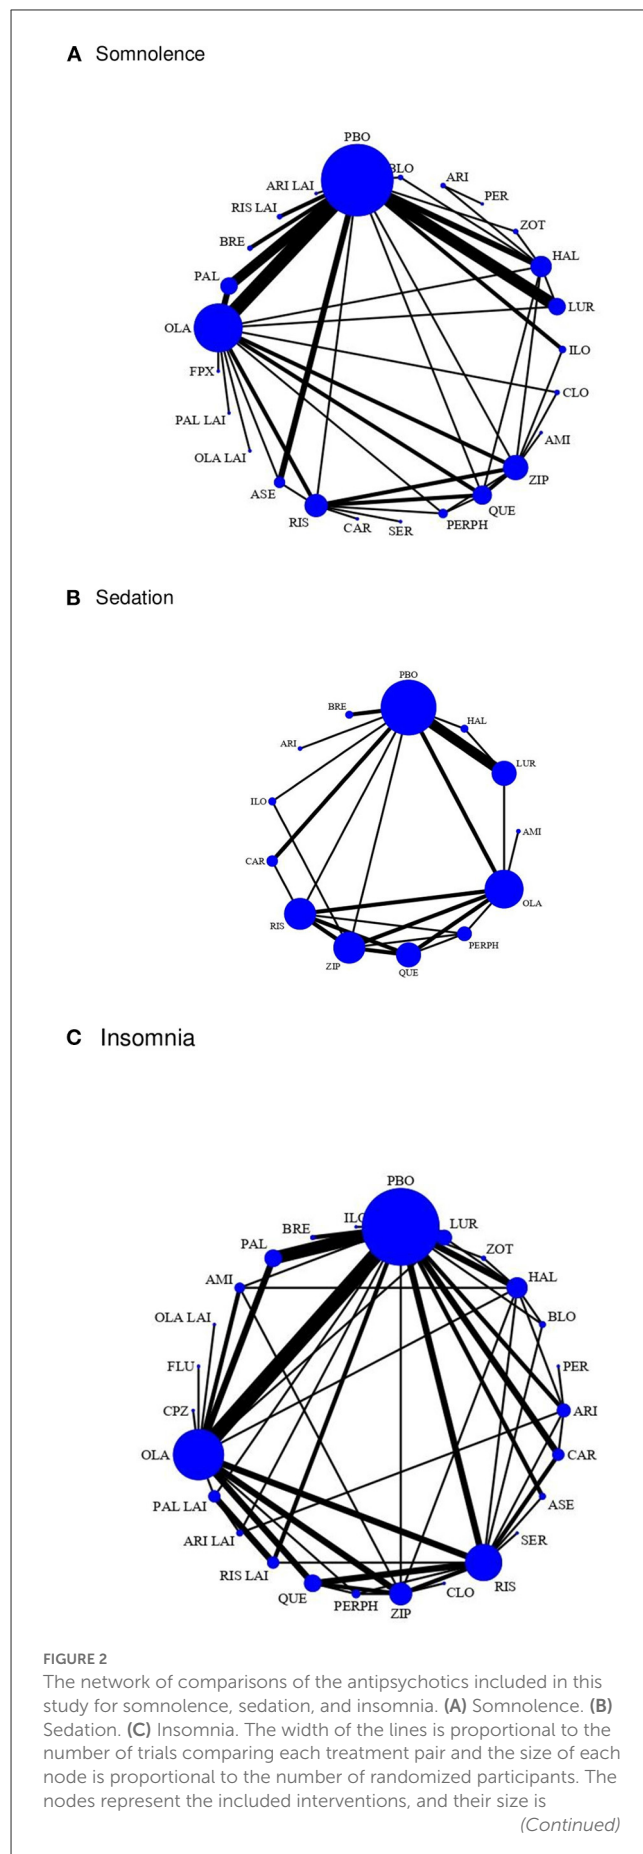 A Somnolence
PBO
BLO
ARI
ARI LAI
PER
RIS LAI
ZOT
BRE
HAL
PAL
LUR
OLA
ILO
FPX
CLO
PAL LAI
AMI
OLA LAI
ZIP
ASE
QUE
RIS
CAR
SER
PERPH
B Sedation
PBO
BRE
HAL
ARI
LUR
ILO
AMI
CAR
OLA
RIS
PERPH
ZIP
QUE
C Insomnia
PBO
ILO
LUR
BRE
ZOT
PAL
HAL
AMI
BLO
OLA LAI
FLU
PER
CPZ
ARI
OLA
CAR
PAL LAI
ASE
ARI LAI
SER
RIS LAI
RIS
QUE
CLO
PERPH
ZIP
FIGURE 2
The network of comparisons of the antipsychotics included in this
study for somnolence, sedation, and insomnia. (A) Somnolence. (B)
Sedation. (C) Insomnia. The width of the lines is proportional to the
number of trials comparing each treatment pair and the size of each
node is proportional to the number of randomized participants. The
nodes represent the included interventions, and their size is
(Continued)